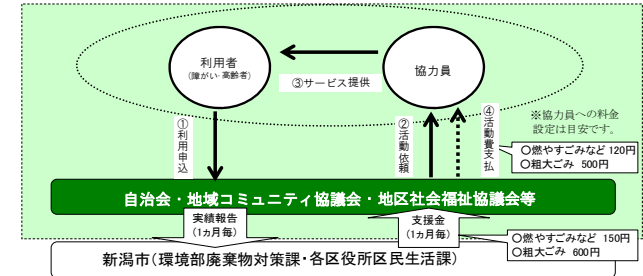 利用者
(障がい・高齢者)
協力員
③サービス提供
①利用申込
②活動依頼
④活動費支払
※協力員への料金
設定は目安です。
○燃やすごみなど 120円
○粗大ごみ 500円
自治会・地域コミュニティ協議会・地区社会福祉協議会等
実績報告
(1ヵ月毎)
支援金
(1ヵ月毎)
○燃やすごみなど 150円
○粗大ごみ 600円
新潟市(環境部廃棄物対策課・各区役所区民生活課)